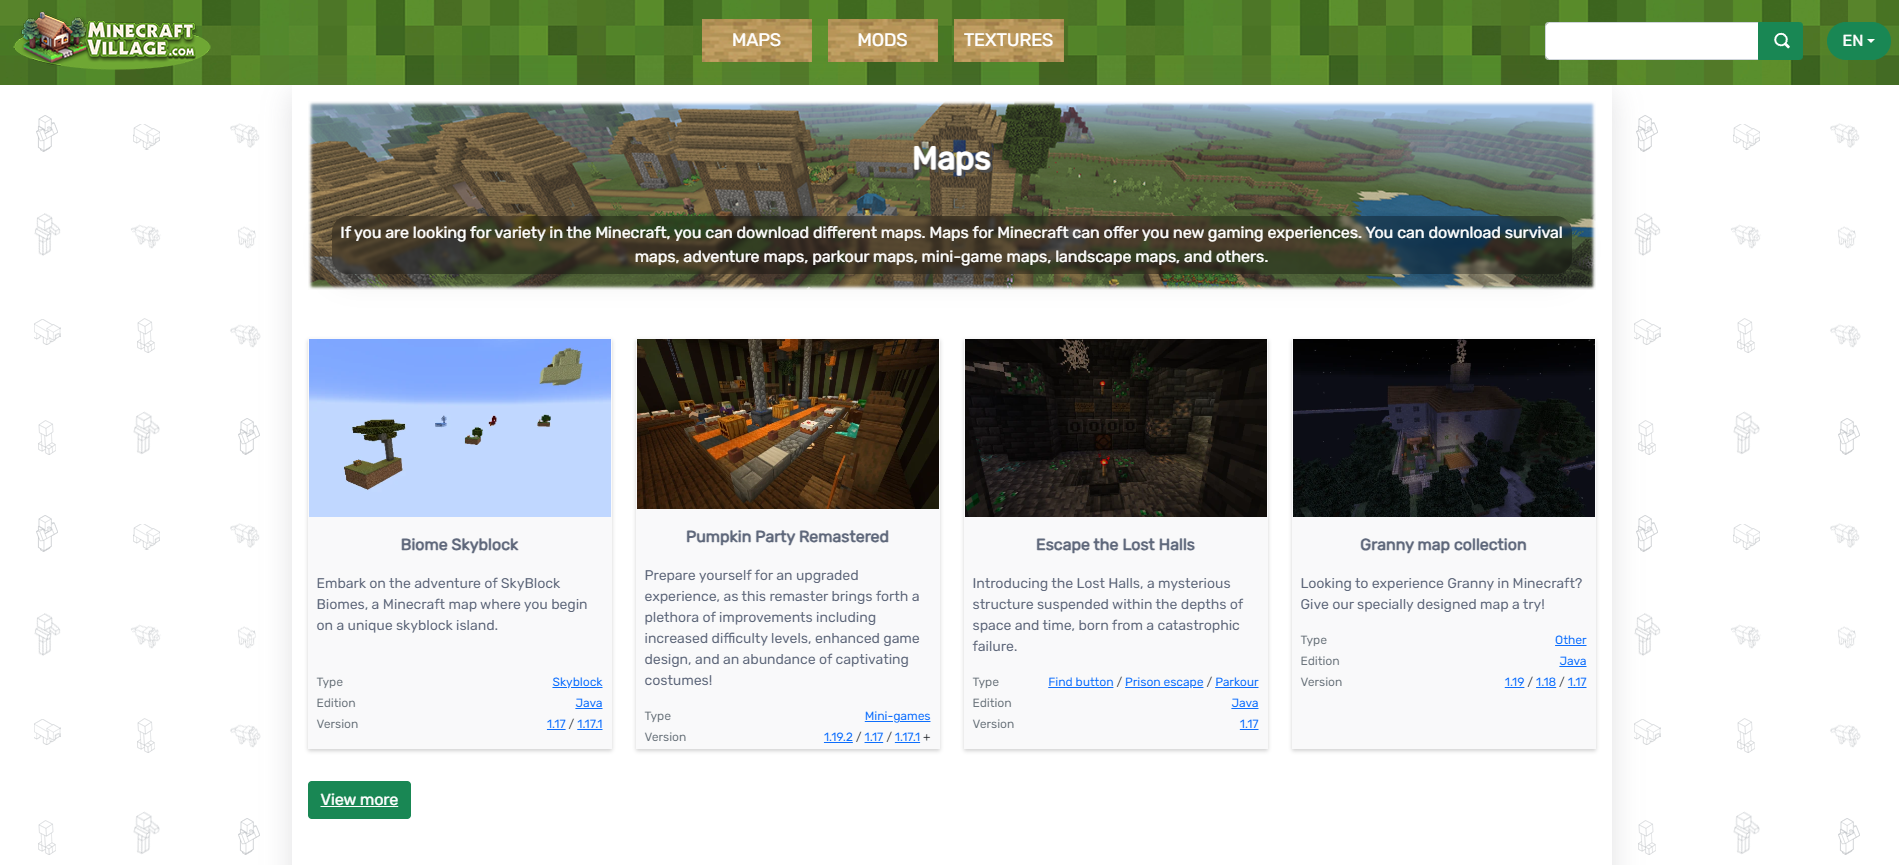 MINECRAFT
VILLAGE.COM
MAPS
MODS
TEXTURES
EN
Maps
If you are looking for variety in the Minecraft, you can download different maps. Maps for Minecraft can offer you new gaming experiences. You can download survival
maps, adventure maps, parkour maps, mini-game maps, landscape maps, and others.
Biome Skyblock
Embark on the adventure of SkyBlock
Biomes, a Minecraft map where you begin
on a unique skyblock island.
Type Skyblock
Edition Java
Version 1.17 / 1.17.1
Pumpkin Party Remastered
Prepare yourself for an upgraded
experience, as this remaster brings forth a
plethora of improvements including
increased difficulty levels, enhanced game
design, and an abundance of captivating
costumes!
Type Mini-games
Version 1.19.2 / 1.17 / 1.17.1 +
Escape the Lost Halls
Introducing the Lost Halls, a mysterious
structure suspended within the depths of
space and time, born from a catastrophic
failure.
Type Find button / Prison escape / Parkour
Edition Java
Version 1.17
Granny map collection
Looking to experience Granny in Minecraft?
Give our specially designed map a try!
Type Other
Edition Java
Version 1.19 / 1.18 / 1.17
View more